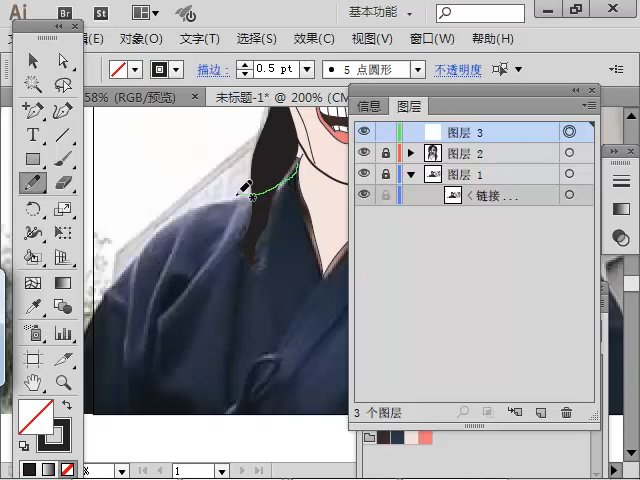 Ai Br St 基本功能
(E) 对象(O) 文字(T) 选择(S) 效果(C) 视图(V) 窗口(W) 帮助(H)
描边: 0.5 pt 5 点圆形 不透明度
58% (RGB/预览) × 未标题-1* @ 200% (CM
信息 图层
图层 3
图层 2
图层 1
<链接...
3 个图层
% 1